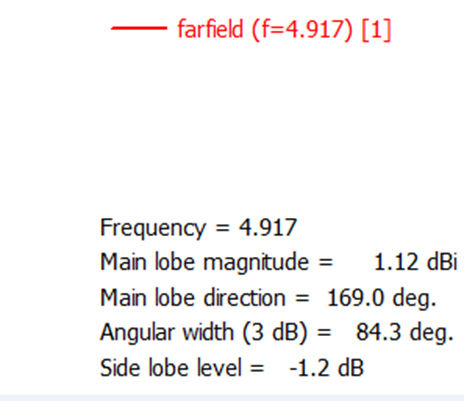 farfield (f=4.917) [1]
Frequency = 4.917
Main lobe magnitude = 1.12 dBi
Main lobe direction = 169.0 deg.
Angular width (3 dB) = 84.3 deg.
Side lobe level = -1.2 dB